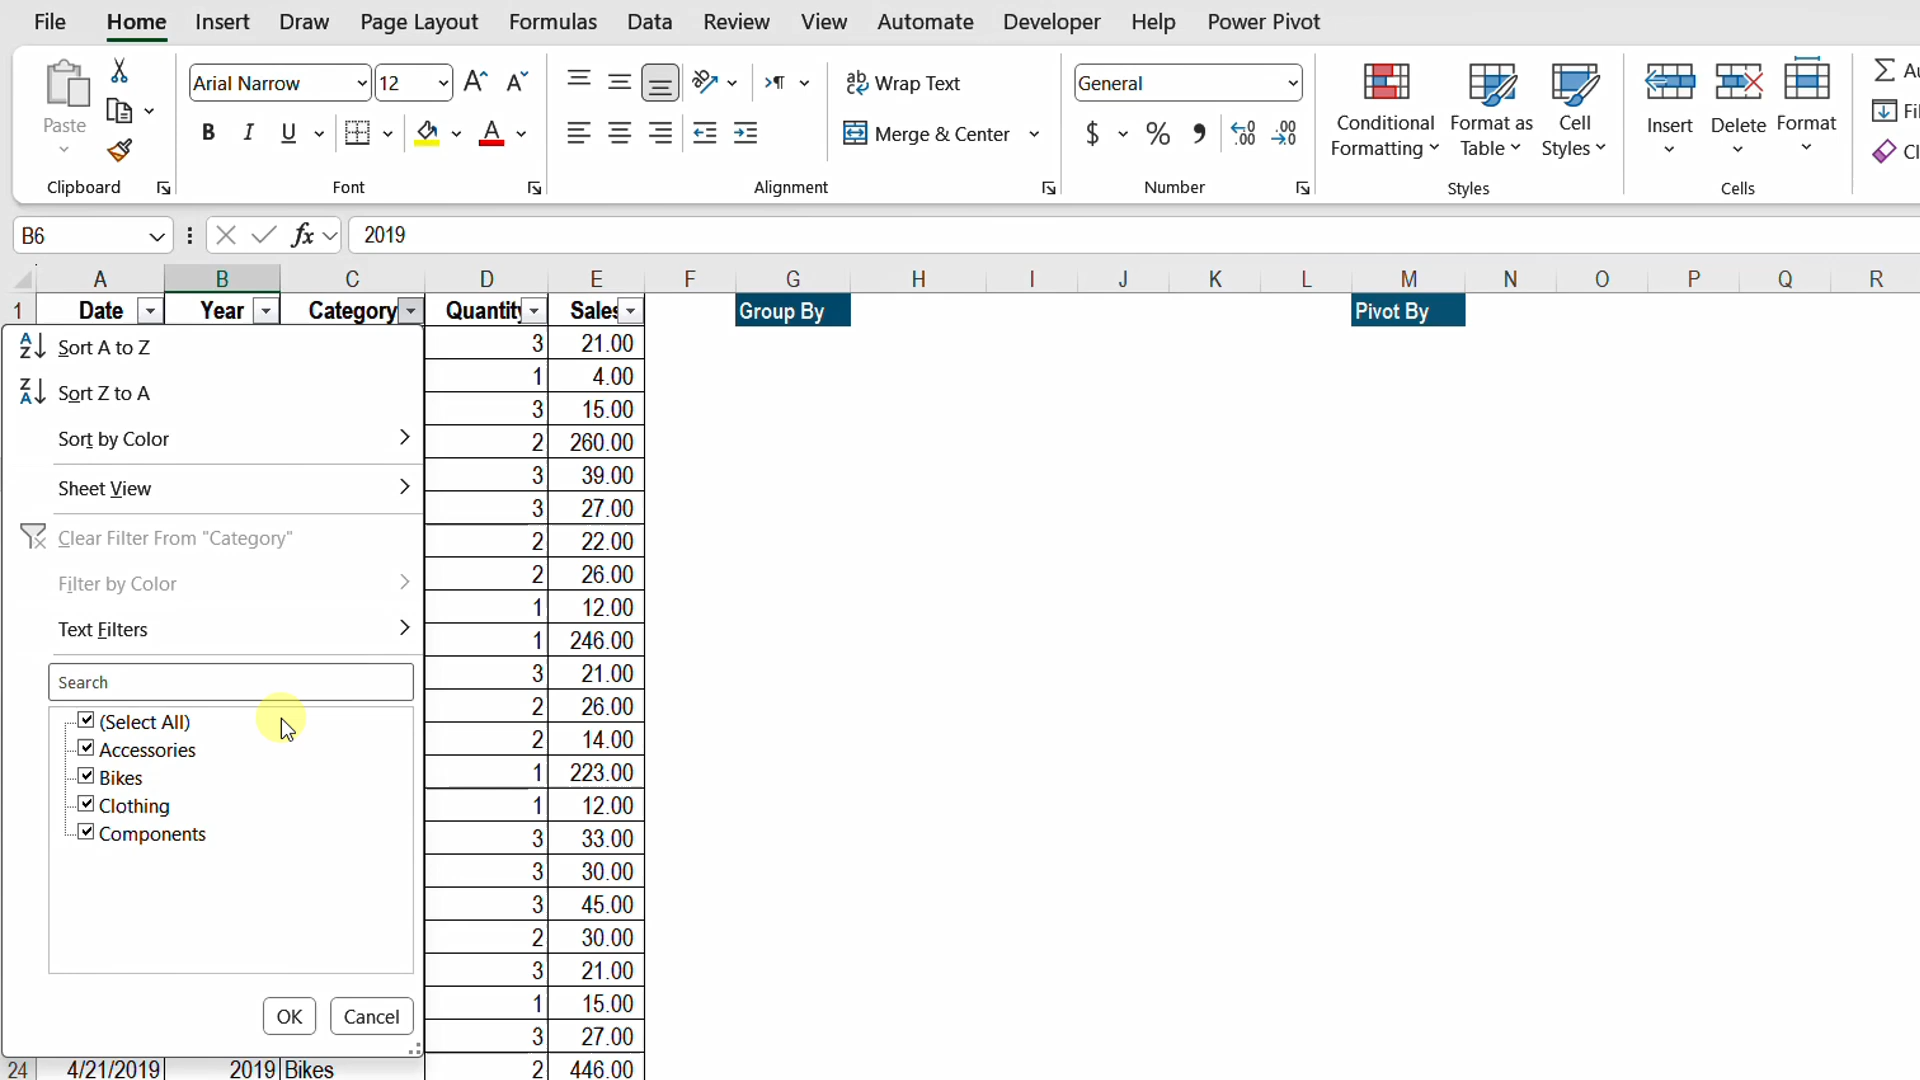 File Home Insert Draw Page Layout Formulas Data Review View Automate Developer Help Power Pivot
Paste
Arial Narrow 12
B I U A
Wrap Text
Merge & Center
General
$ % 9
Conditional Formatting
Format as Table
Cell Styles
Insert Delete Format
Clipboard Font Alignment Number Styles Cells
B6 fx 2019
A B C D E F G H I J K L M N O P Q R
1 Date Year Category Sales Group By Pivot By
Sort A to Z
Sort Z to A
Sort by Color
Sheet View
Clear Filter From "Category"
Filter by Color
Text Filters
Search
(Select All)
Accessories
Bikes
Clothing
Components
OK Cancel
3 21.00
1 4.00
3 15.00
2 260.00
3 39.00
3 27.00
2 22.00
2 26.00
1 12.00
1 246.00
3 21.00
2 26.00
2 14.00
1 223.00
1 12.00
3 33.00
3 30.00
3 45.00
2 30.00
3 21.00
1 15.00
3 27.00
24 4/21/2019 2019 Bikes 2 446.00